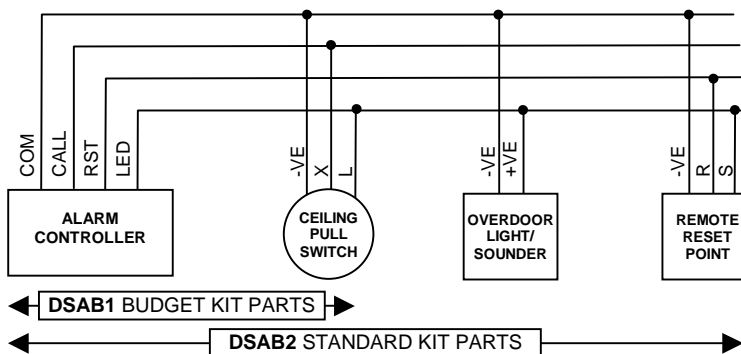 COM
CALL
RST
LED
-VE
X
L
-VE
+VE
-VE
R
S
ALARM
CONTROLLER
CEILING
PULL
SWITCH
OVERDOOR
LIGHT/
SOUNDER
REMOTE
RESET
POINT
DSAB1 BUDGET KIT PARTS
DSAB2 STANDARD KIT PARTS